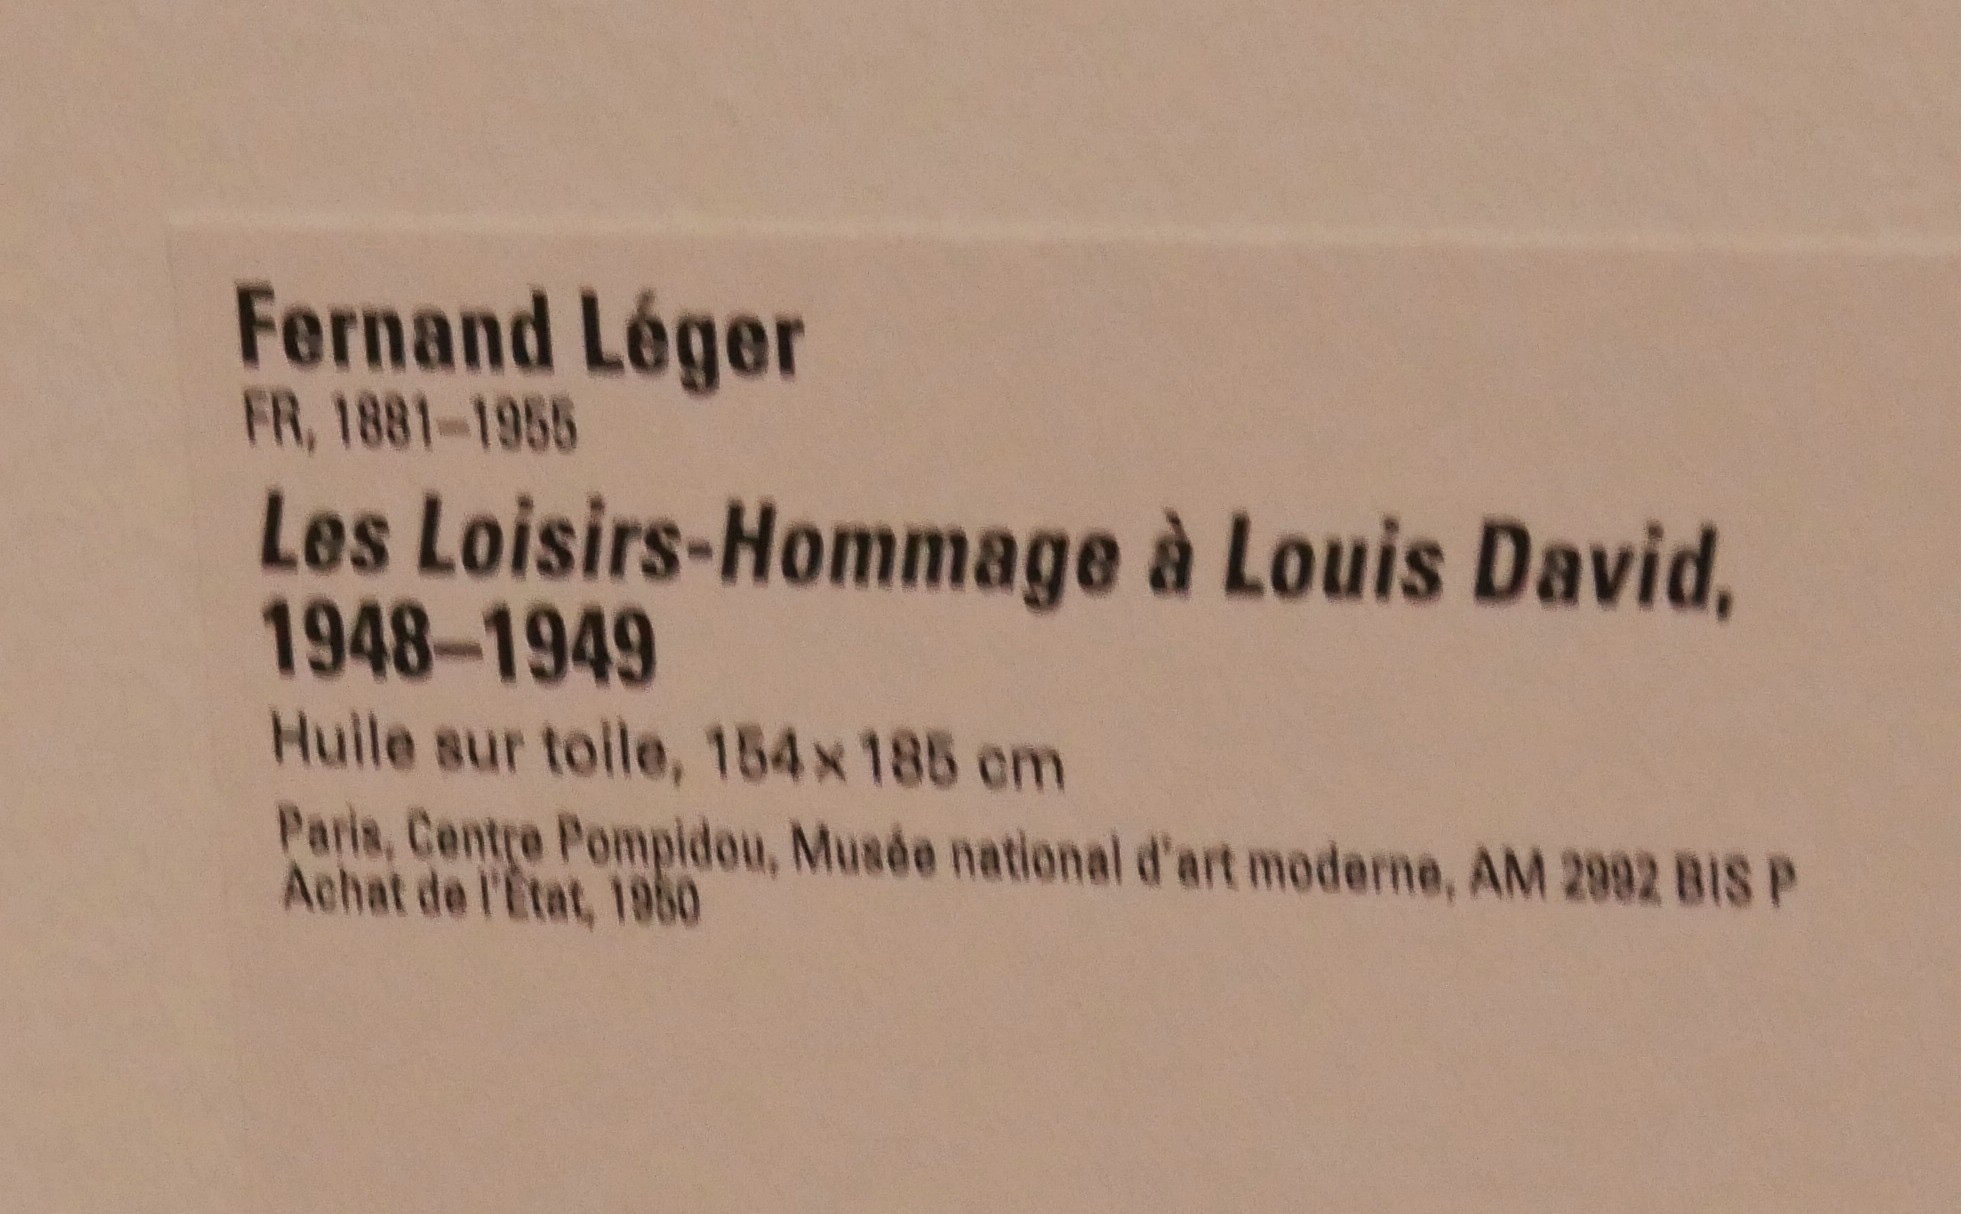 Fernand Léger
FR, 1881–1955
Les Loisirs-Hommage à Louis David,
1948–1949
Huile sur toile, 154 x 185 cm
Paris, Centre Pompidou, Musée national d'art moderne, AM 2992 BIS P
Achat de l'État, 1950